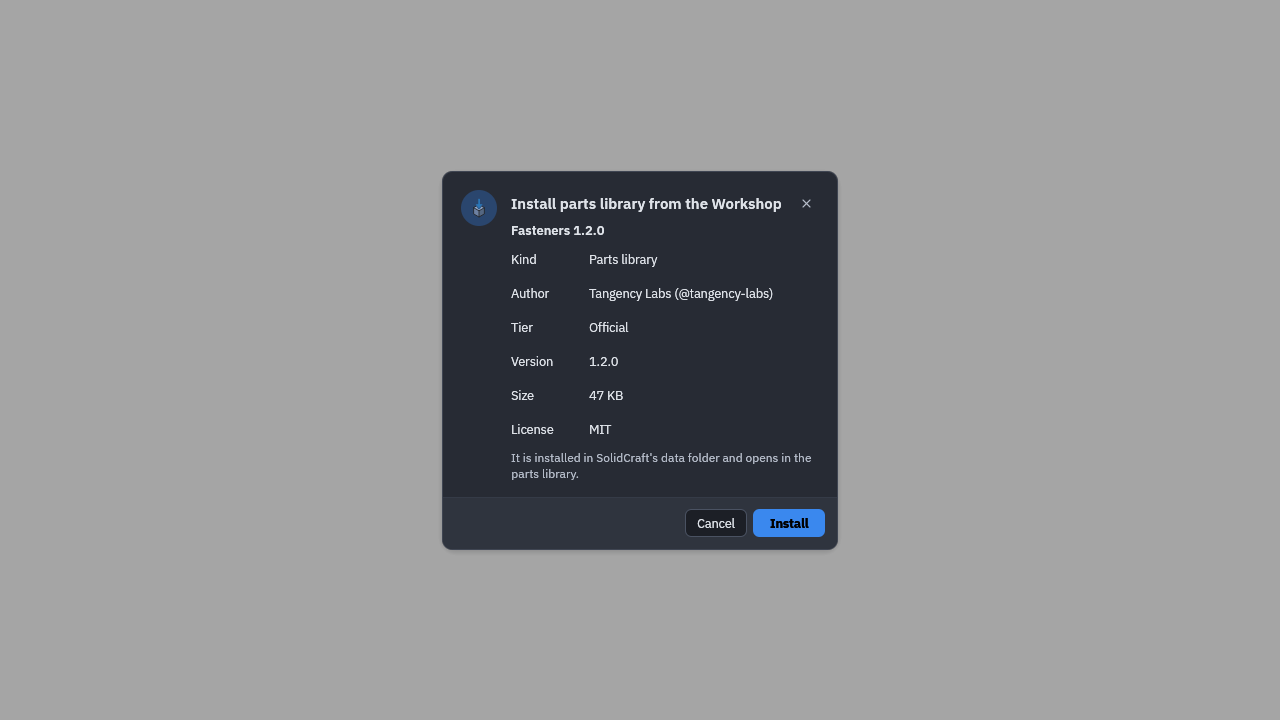 Install parts library from the Workshop
Fasteners 1.2.0
Kind Parts library
Author Tangency Labs (@tangency-labs)
Tier Official
Version 1.2.0
Size 47 KB
License MIT
It is installed in SolidCraft's data folder and opens in the
parts library.
Cancel Install